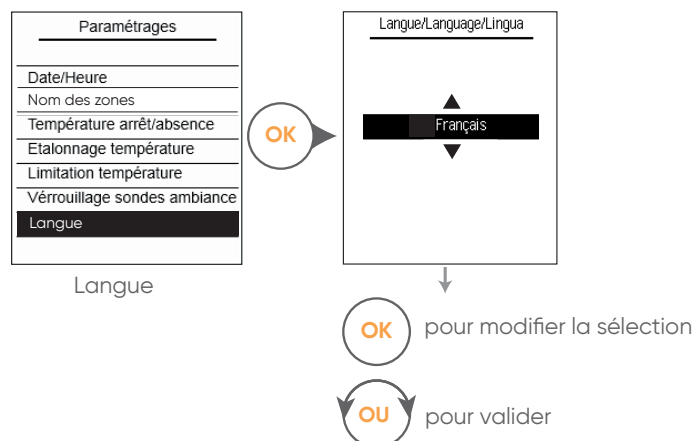 Paramétrages
Date/Heure
Nom des zones
Température arrêt/absence
Etalonnage température
Limitation température
Vérrouillage sondes ambiance
Langue
Langue
OK
Langue/Language/Lingua
Français
OK
pour modifier la sélection
OU
pour valider